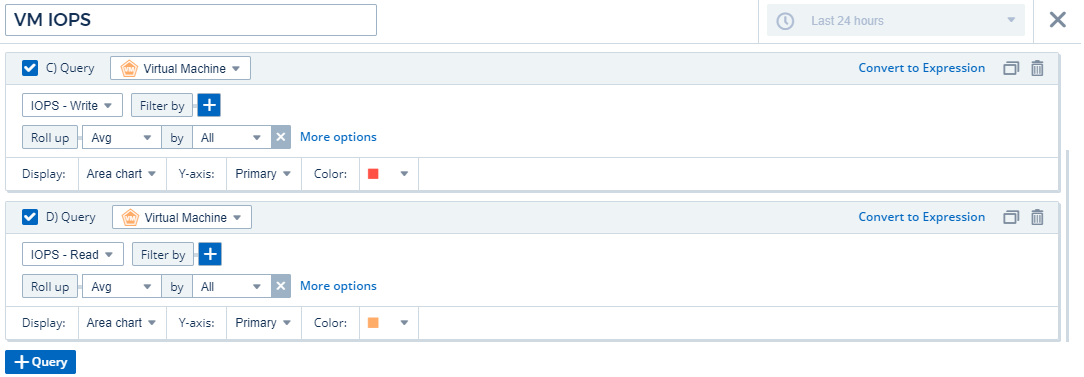 VM IOPS
Last 24 hours
C) Query Virtual Machine Convert to Expression
IOPS - Write Filter by +
Roll up Avg by All × More options
Display: Area chart Y-axis: Primary Color:
D) Query Virtual Machine Convert to Expression
IOPS - Read Filter by +
Roll up Avg by All × More options
Display: Area chart Y-axis: Primary Color:
+ Query